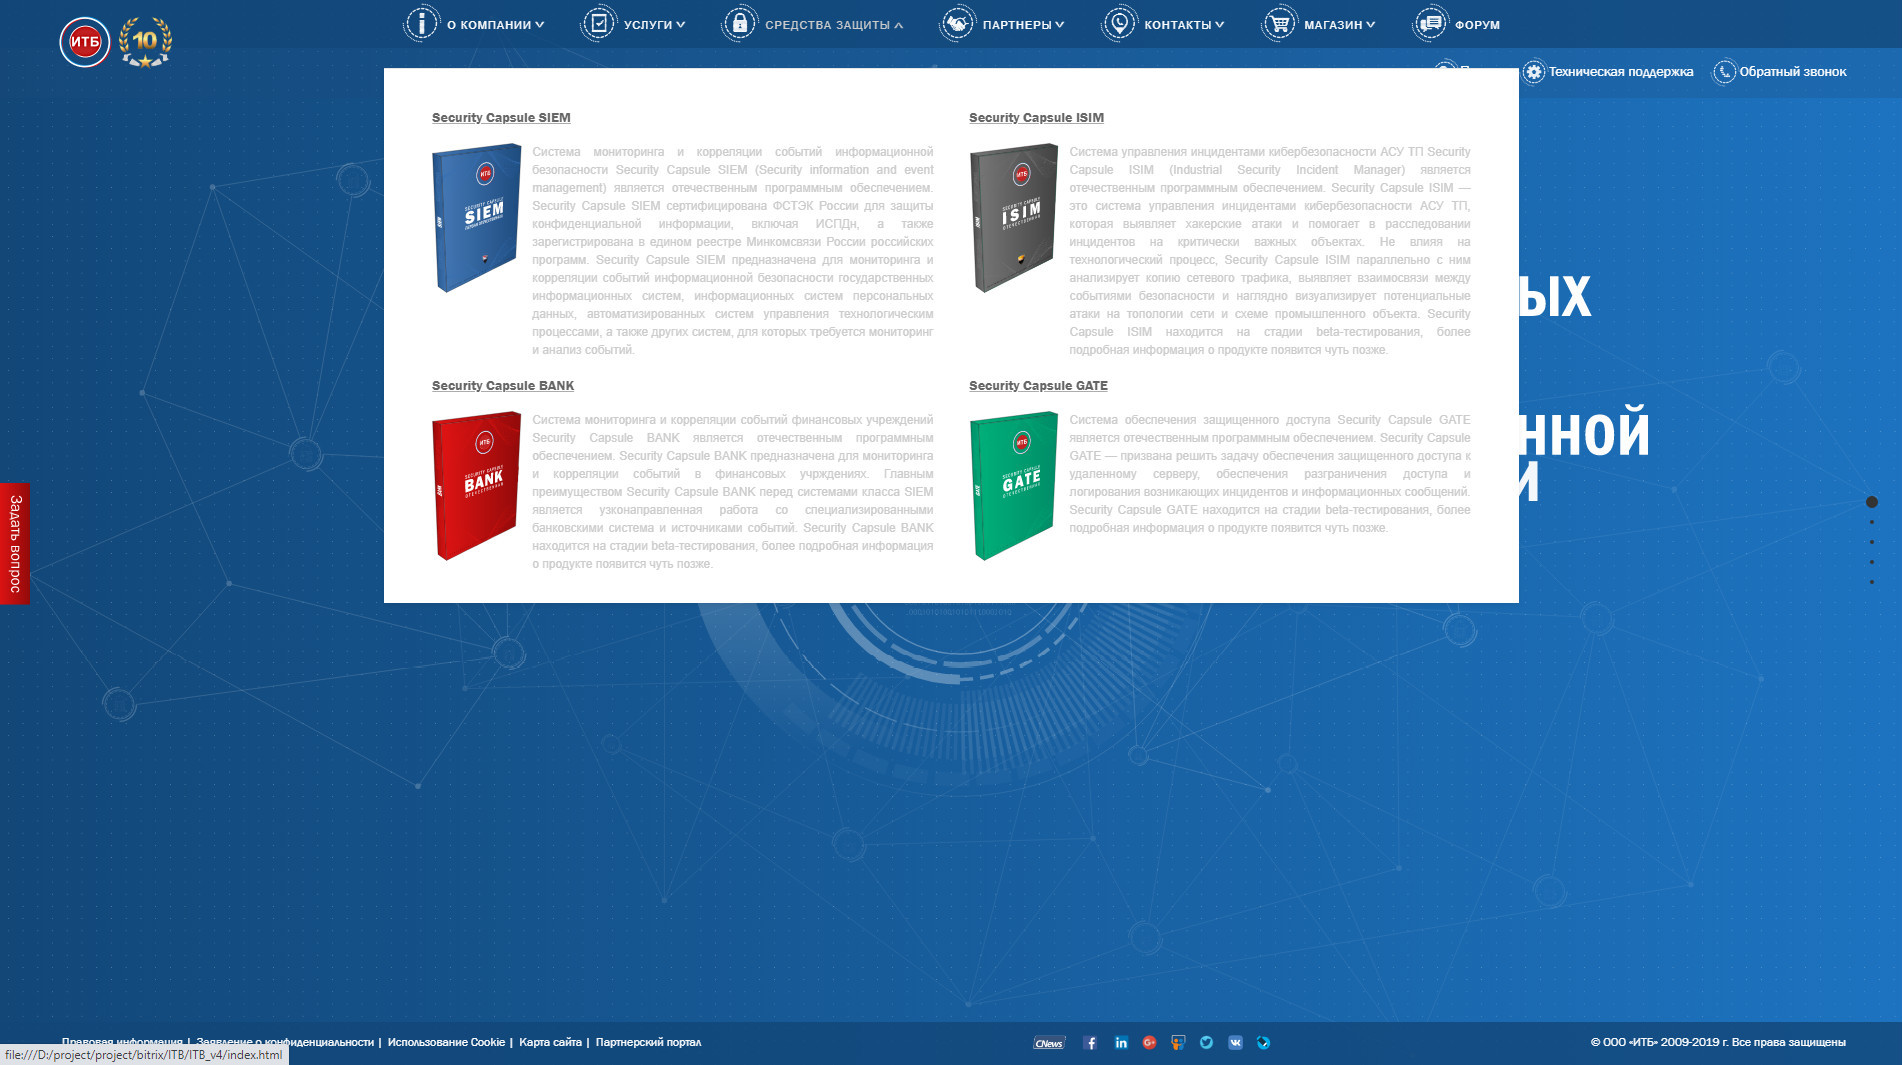 ИТБ 10
О КОМПАНИИ УСЛУГИ СРЕДСТВА ЗАЩИТЫ ПАРТНЕРЫ КОНТАКТЫ МАГАЗИН ФОРУМ
Техническая поддержка Обратный звонок
Security Capsule SIEM
ИТБ
SECURITY CAPSULE
SIEM
SIEM
Система мониторинга и корреляции событий информационной
безопасности Security Capsule SIEM (Security information and event
management) является отечественным программным обеспечением.
Security Capsule SIEM сертифицирована ФСТЭК России для защиты
конфиденциальной информации, включая ИСПДн, а также
зарегистрирована в едином реестре Минкомсвязи России российских
программ. Security Capsule SIEM предназначена для мониторинга и
корреляции событий информационной безопасности государственных
информационных систем, информационных систем персональных
данных, автоматизированных систем управления технологическим
процессами, а также других систем, для которых требуется мониторинг
и анализ событий.
Security Capsule ISIM
ИТБ
SECURITY CAPSULE
ISIM
ISIM
Система управления инцидентами кибербезопасности АСУ ТП Security
Capsule ISIM (Industrial Security Incident Manager) является
отечественным программным обеспечением. Security Capsule ISIM —
это система управления инцидентами кибербезопасности АСУ ТП,
которая выявляет хакерские атаки и помогает в расследовании
инцидентов на критически важных объектах. Не влияя на
технологический процесс, Security Capsule ISIM параллельно с ним
анализирует копию сетевого трафика, выявляет взаимосвязи между
событиями безопасности и наглядно визуализирует потенциальные
атаки на топологии сети и схеме промышленного объекта. Security
Capsule ISIM находится на стадии beta-тестирования, более
подробная информация о продукте появится чуть позже.
Security Capsule BANK
ИТБ
SECURITY CAPSULE
BANK
BANK
Система мониторинга и корреляции событий финансовых учреждений
Security Capsule BANK является отечественным программным
обеспечением. Security Capsule BANK предназначена для мониторинга
и корреляции событий в финансовых учрждениях. Главным
преимуществом Security Capsule BANK перед системами класса SIEM
является узконаправленная работа со специализированными
банковскими система и источниками событий. Security Capsule BANK
находится на стадии beta-тестирования, более подробная информация
о продукте появится чуть позже.
Security Capsule GATE
ИТБ
SECURITY CAPSULE
GATE
GATE
Система обеспечения защищенного доступа Security Capsule GATE
является отечественным программным обеспечением. Security Capsule
GATE — призвана решить задачу обеспечения защищенного доступа к
удаленному серверу, обеспечения разграничения доступа и
логирования возникающих инцидентов и информационных сообщений.
Security Capsule GATE находится на стадии beta-тестирования, более
подробная информация о продукте появится чуть позже.
ых
нной
и
Задать вопрос
Правовая информация | Заявление о конфиденциальности | Использование Cookie | Карта сайта | Партнерский портал
CNews
© ООО «ИТБ» 2009-2019 г. Все права защищены
file:///D:/project/project/bitrix/ITB/ITB_v4/index.html